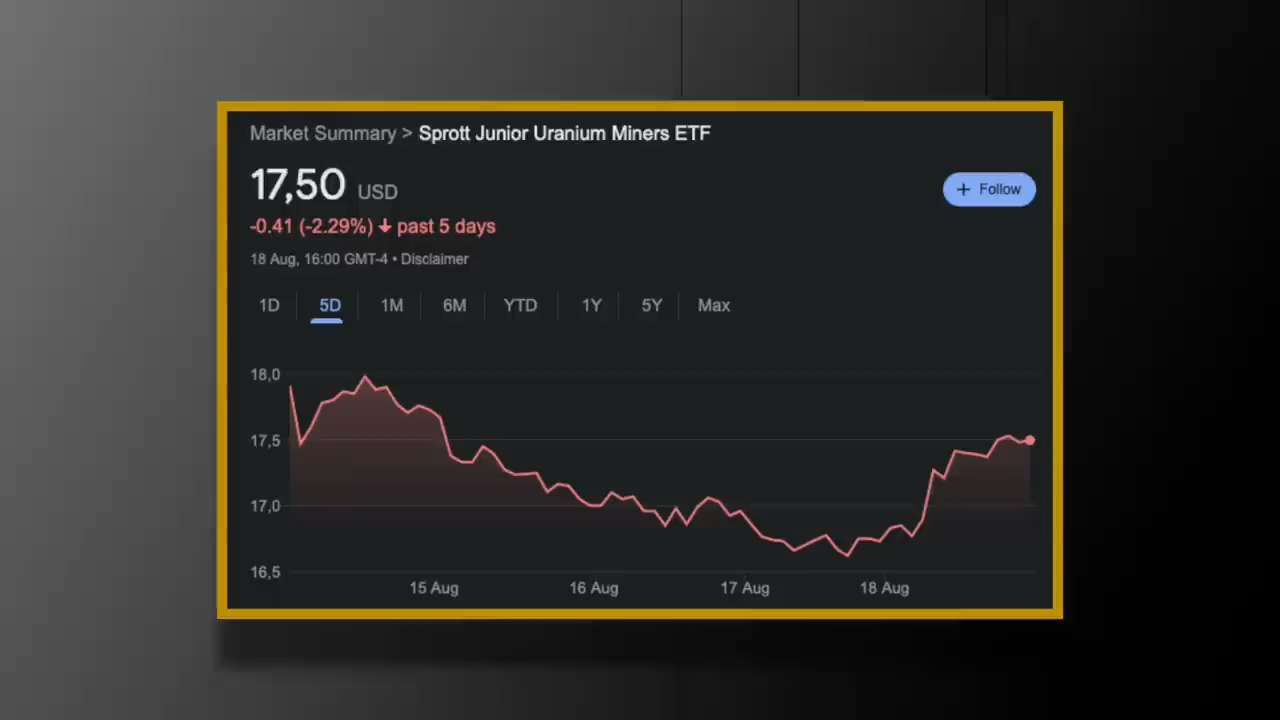 Market Summary > Sprott Junior Uranium Miners ETF
17,50 USD
+ Follow
-0.41 (-2.29%) ↓ past 5 days
18 Aug, 16:00 GMT-4 • Disclaimer
1D 5D 1M 6M YTD 1Y 5Y Max
18,0
17,5
17,0
16,5
15 Aug 16 Aug 17 Aug 18 Aug